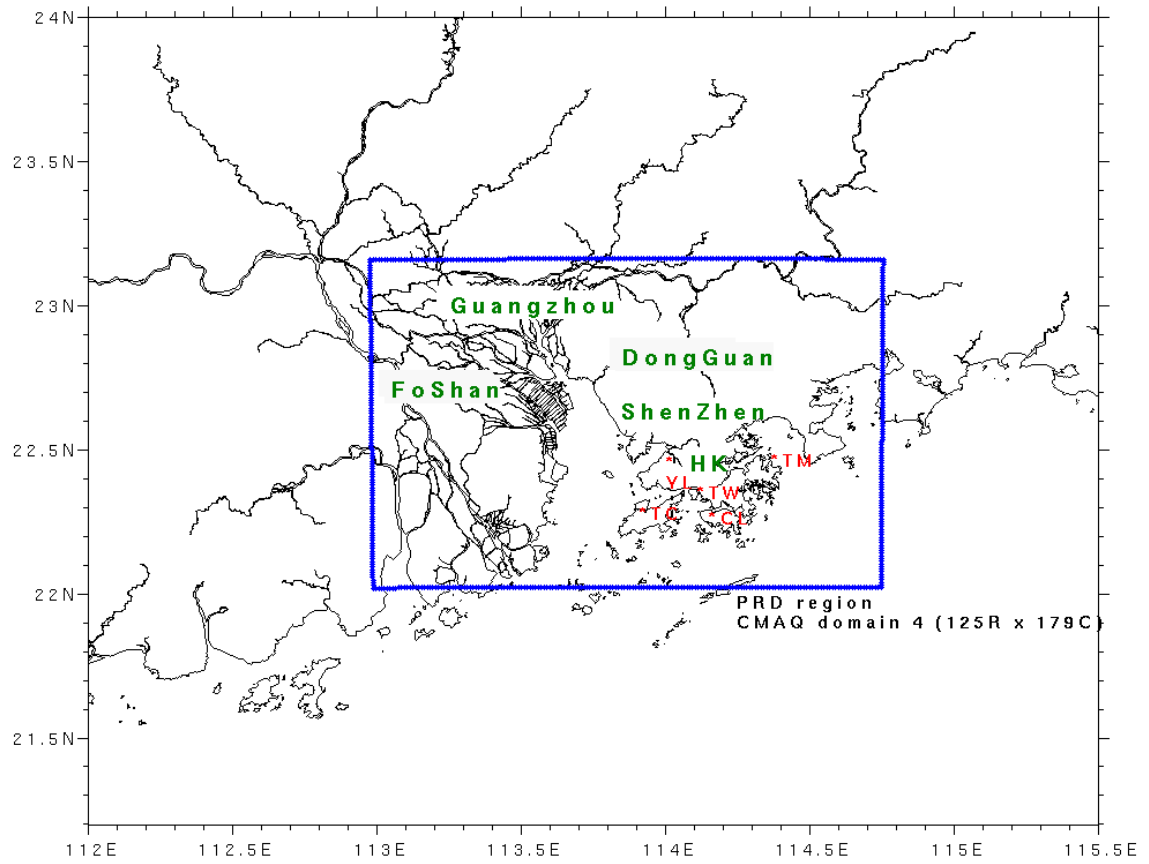 24N
23.5N
23N
22.5N
22N
21.5N
Guangzhou
DongGuan
FoShan
ShenZhen
HK
*
*TM
YL
*TW
*TC
*CL
PRD region
CMAQ domain 4 (125R x 179C)
112E 112.5E 113E 113.5E 114E 114.5E 115E 115.5E